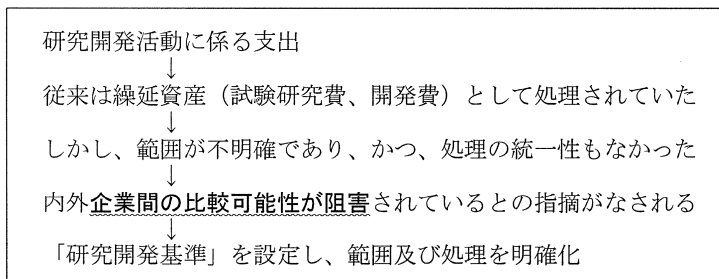 研究開発活動に係る支出
↓
従来は繰延資産（試験研究費、開発費）として処理されていた
↓
しかし、範囲が不明確であり、かつ、処理の統一性もなかった
↓
内外企業間の比較可能性が阻害されているとの指摘がなされる
↓
「研究開発基準」を設定し、範囲及び処理を明確化